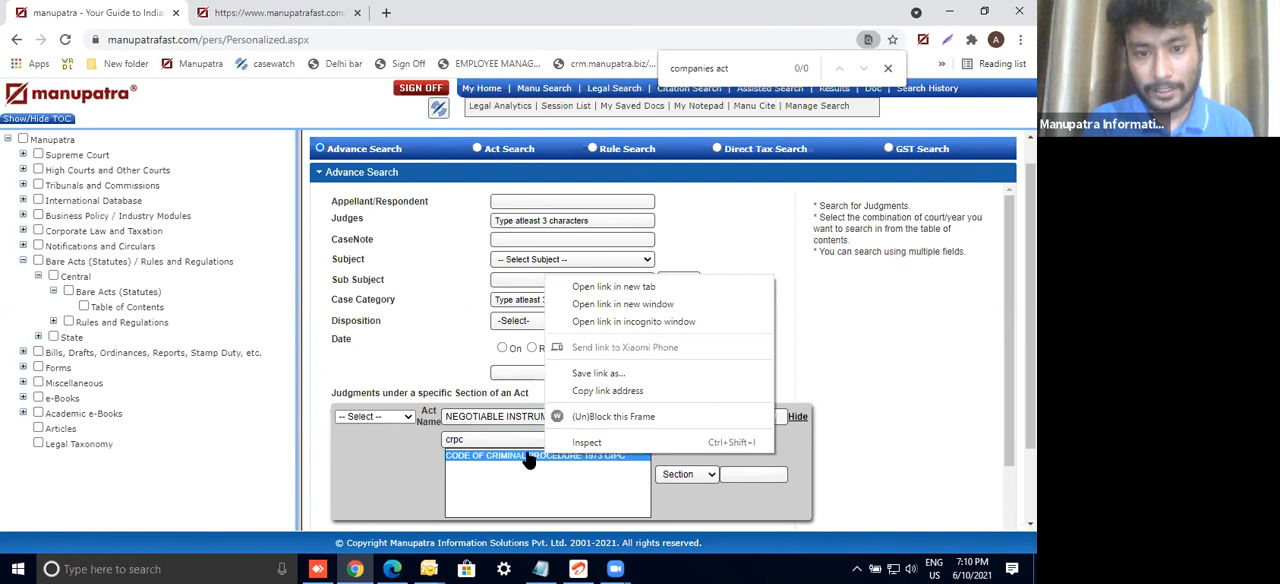 manupatra - Your Guide to India
https://www.manupatrafast.com/
manupatrafast.com/pers/Personalized.aspx
Apps
New folder
Manupatra
casewatch
Sign Off
Delhi bar
EMPLOYEE MANAG...
crm.manupatra.biz/...
»
Reading list
companies act
0/0
A
manupatra
SIGN OFF
My Home | Manu Search | Legal Search | Citation Search | Assisted Search | Results | Doc | Search History
Legal Analytics | Session List | My Saved Docs | My Notepad | Manu Cite | Manage Search
Manupatra Informati...
Show/Hide TOC
Manupatra
Supreme Court
High Courts and Other Courts
Tribunals and Commissions
International Database
Business Policy / Industry Modules
Corporate Law and Taxation
Notifications and Circulars
Bare Acts (Statutes) / Rules and Regulations
Central
Bare Acts (Statutes)
Table of Contents
Rules and Regulations
State
Bills, Drafts, Ordinances, Reports, Stamp Duty, etc.
Forms
Miscellaneous
e-Books
Academic e-Books
Articles
Legal Taxonomy
Advance Search
Act Search
Rule Search
Direct Tax Search
GST Search
Advance Search
Appellant/Respondent
Judges
Type atleast 3 characters
CaseNote
Subject
-- Select Subject --
Sub Subject
Case Category
Type atleast 3
Disposition
-Select-
Date
On
Judgments under a specific Section of an Act
-- Select --
Act Name
NEGOTIABLE INSTRUM
Hide
crpc
CODE OF CRIMINAL PROCEDURE 1973 CIPC
Section
* Search for Judgments.
* Select the combination of court/year you
want to search in from the table of
contents.
* You can search using multiple fields.
Open link in new tab
Open link in new window
Open link in incognito window
Send link to Xiaomi Phone
Save link as...
Copy link address
(Un)Block this Frame
Inspect
Ctrl+Shift+I
© Copyright Manupatra Information Solutions Pvt. Ltd. 2001-2021. All rights reserved.
Type here to search
ENG
US
7:10 PM
6/10/2021